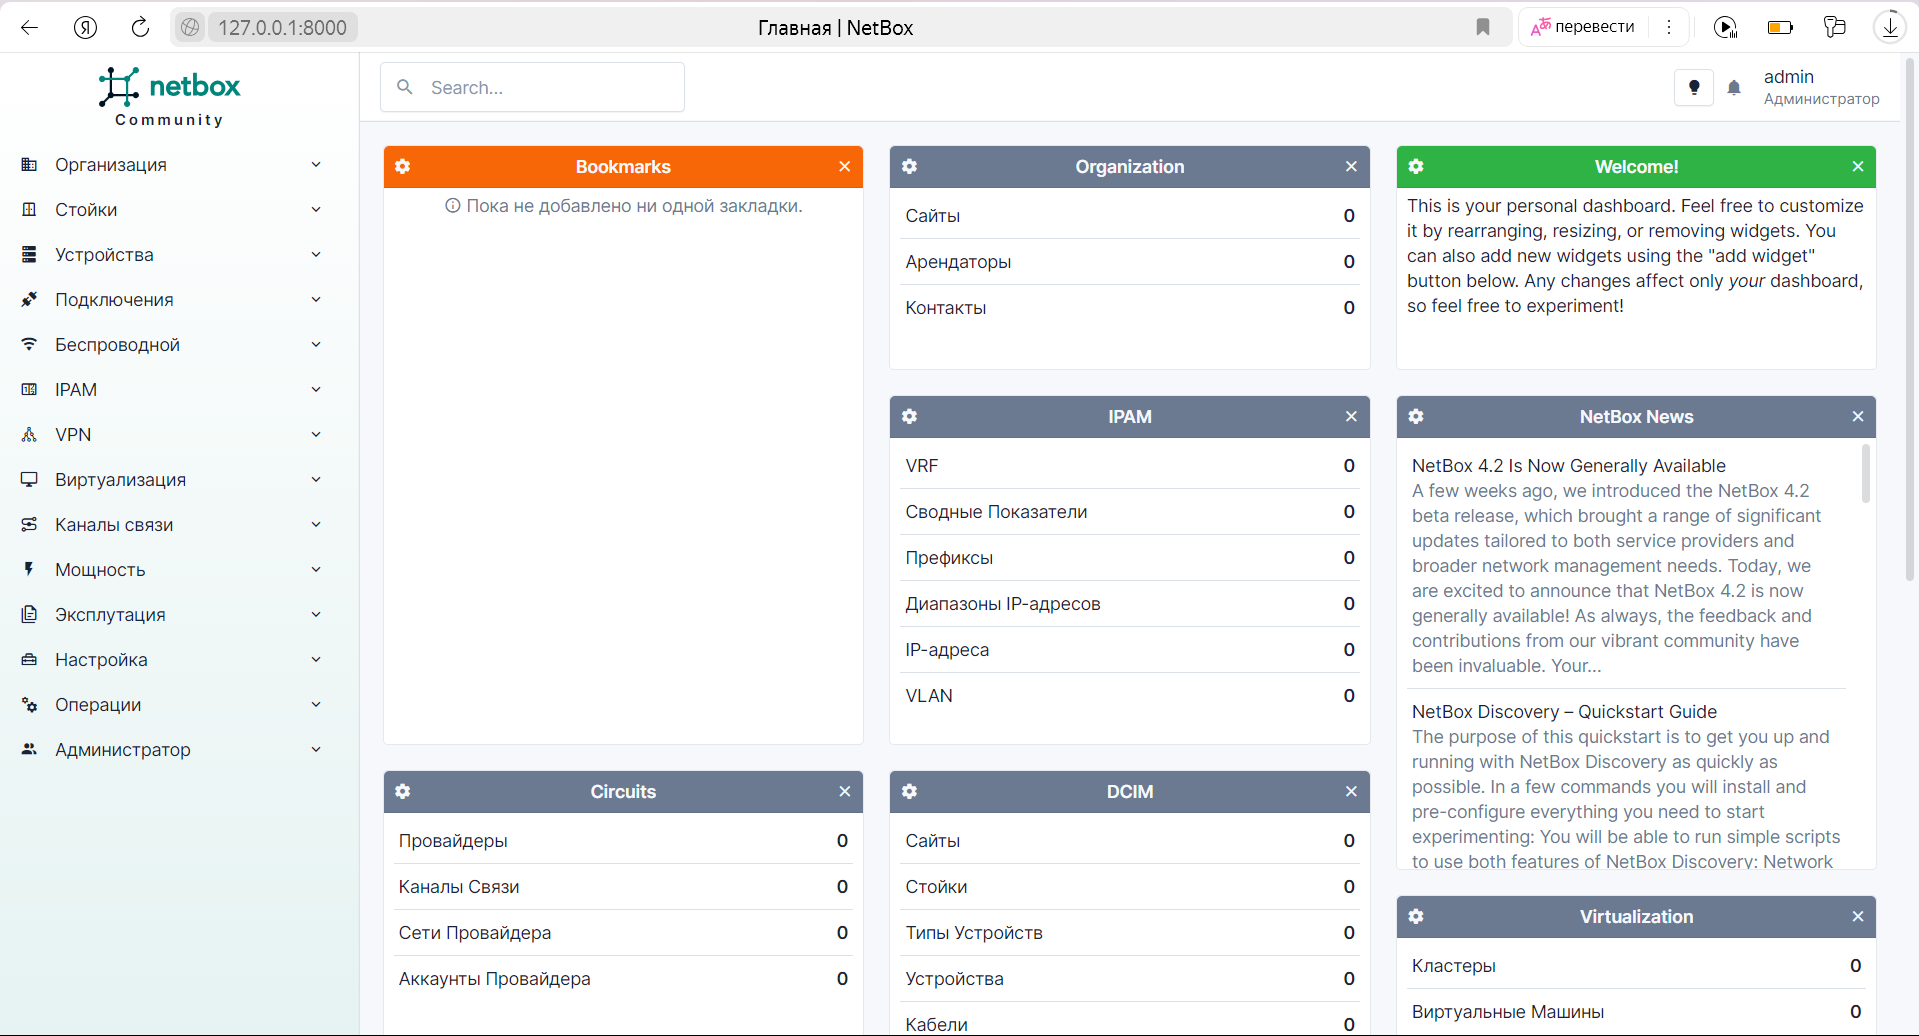 127.0.0.1:8000
Главная | NetBox
перевести
netbox
Community
Организация
Стойки
Устройства
Подключения
Беспроводной
IPAM
VPN
Виртуализация
Каналы связи
Мощность
Эксплутация
Настройка
Операции
Администратор
Search...
admin
Администратор
Bookmarks
Пока не добавлено ни одной закладки.
Organization
Сайты 0
Арендаторы 0
Контакты 0
Welcome!
This is your personal dashboard. Feel free to customize
it by rearranging, resizing, or removing widgets. You
can also add new widgets using the "add widget"
button below. Any changes affect only your dashboard,
so feel free to experiment!
IPAM
VRF 0
Сводные Показатели 0
Префиксы 0
Диапазоны IP-адресов 0
IP-адреса 0
VLAN 0
NetBox News
NetBox 4.2 Is Now Generally Available
A few weeks ago, we introduced the NetBox 4.2
beta release, which brought a range of significant
updates tailored to both service providers and
broader network management needs. Today, we
are excited to announce that NetBox 4.2 is now
generally available! As always, the feedback and
contributions from our vibrant community have
been invaluable. Your...
NetBox Discovery – Quickstart Guide
The purpose of this quickstart is to get you up and
running with NetBox Discovery as quickly as
possible. In a few commands you will install and
pre-configure everything you need to start
experimenting: You will be able to run simple scripts
to use both features of NetBox Discovery: Network
Circuits
Провайдеры 0
Каналы Связи 0
Сети Провайдера 0
Аккаунты Провайдера 0
DCIM
Сайты 0
Стойки 0
Типы Устройств 0
Устройства 0
Кабели 0
Virtualization
Кластеры 0
Виртуальные Машины 0